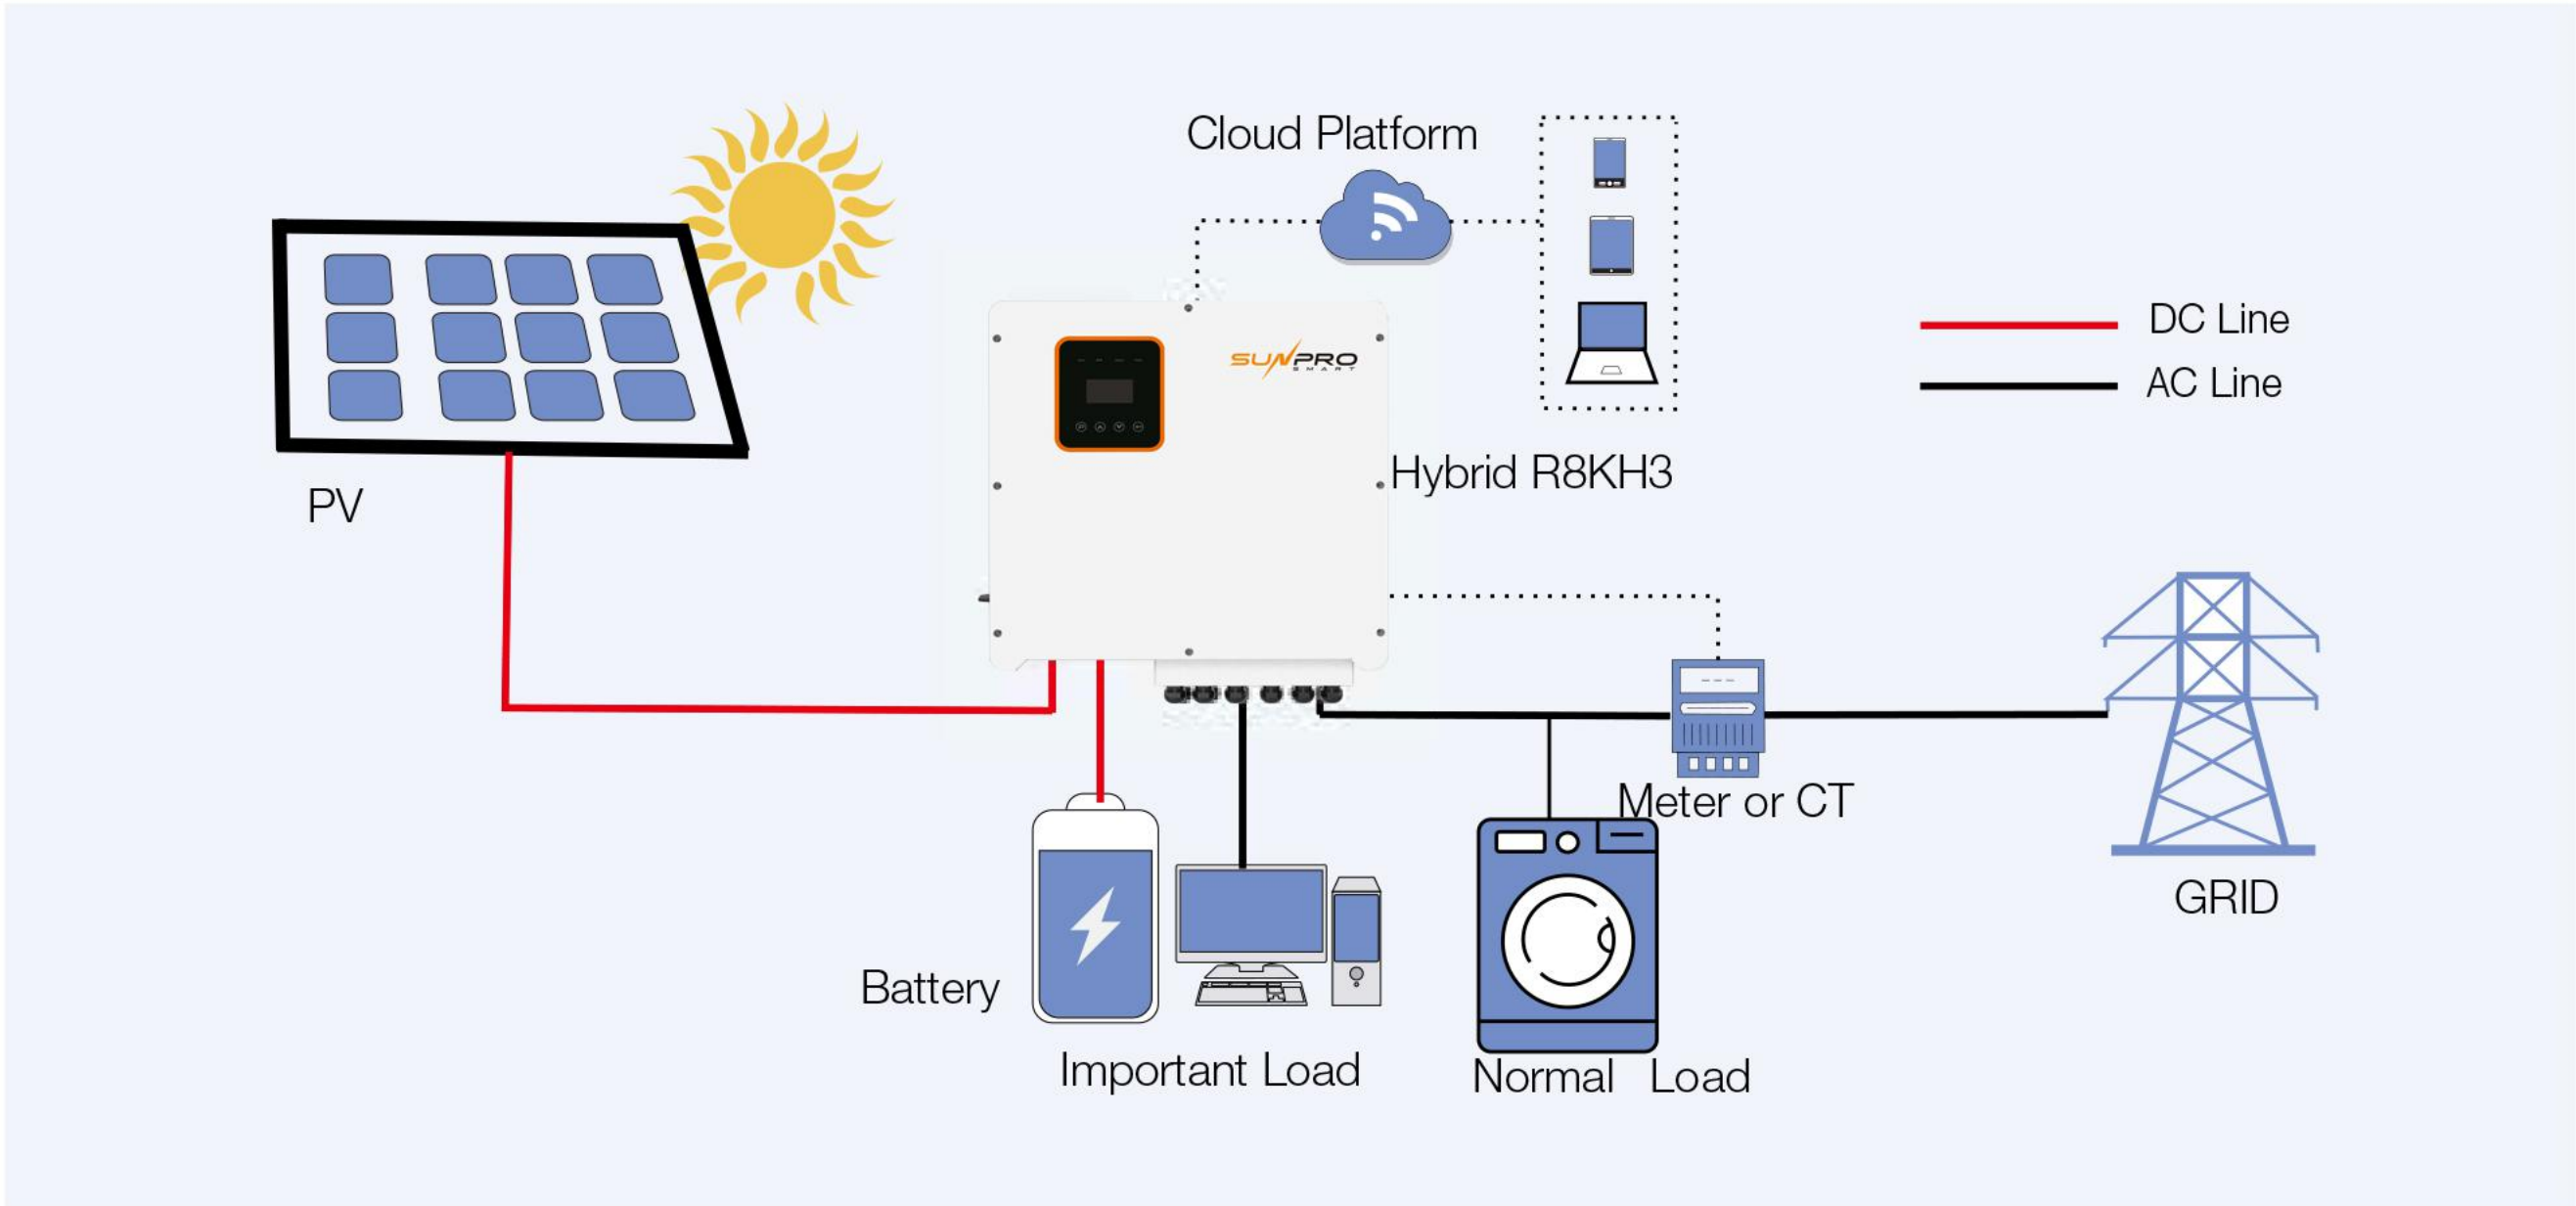 Cloud Platform
SUNPRO
SMART
DC Line
AC Line
Hybrid R8KH3
PV
Meter or CT
GRID
Battery
Important Load
Normal Load